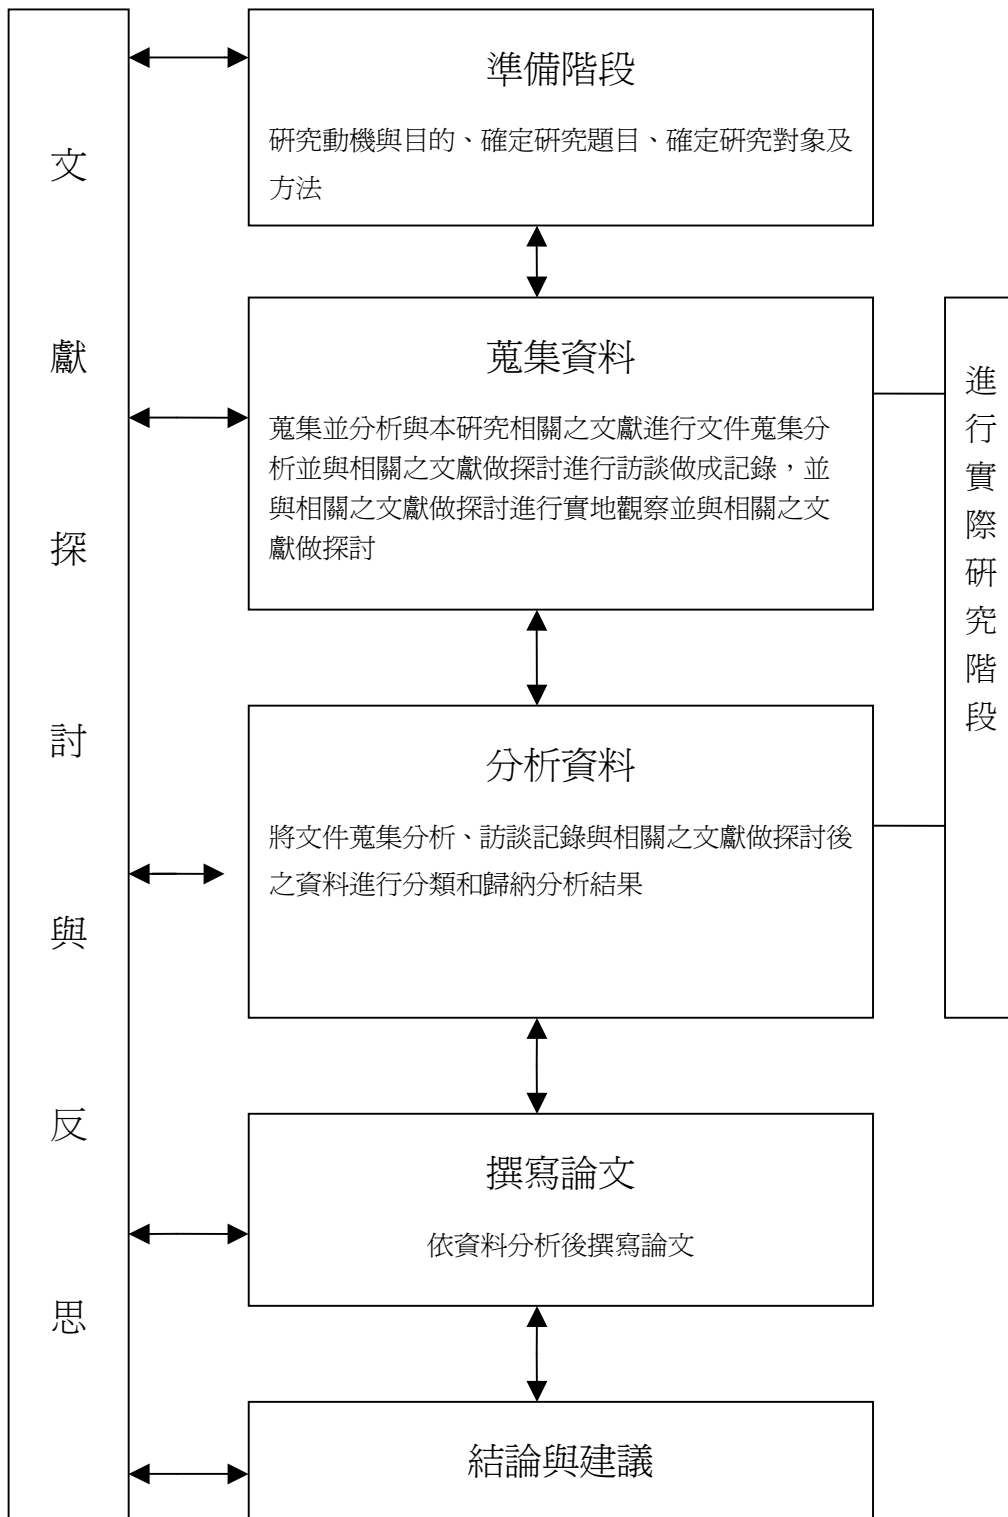 文獻探討與反思
準備階段
研究動機與目的、確定研究題目、確定研究對象及
方法
蒐集資料
蒐集並分析與本研究相關之文獻進行文件蒐集分
析並與相關之文獻做探討進行訪談做成記錄，並
與相關之文獻做探討進行實地觀察並與相關之文
獻做探討
進行實際研究階段
分析資料
將文件蒐集分析、訪談記錄與相關之文獻做探討後
之資料進行分類和歸納分析結果
撰寫論文
依資料分析後撰寫論文
結論與建議